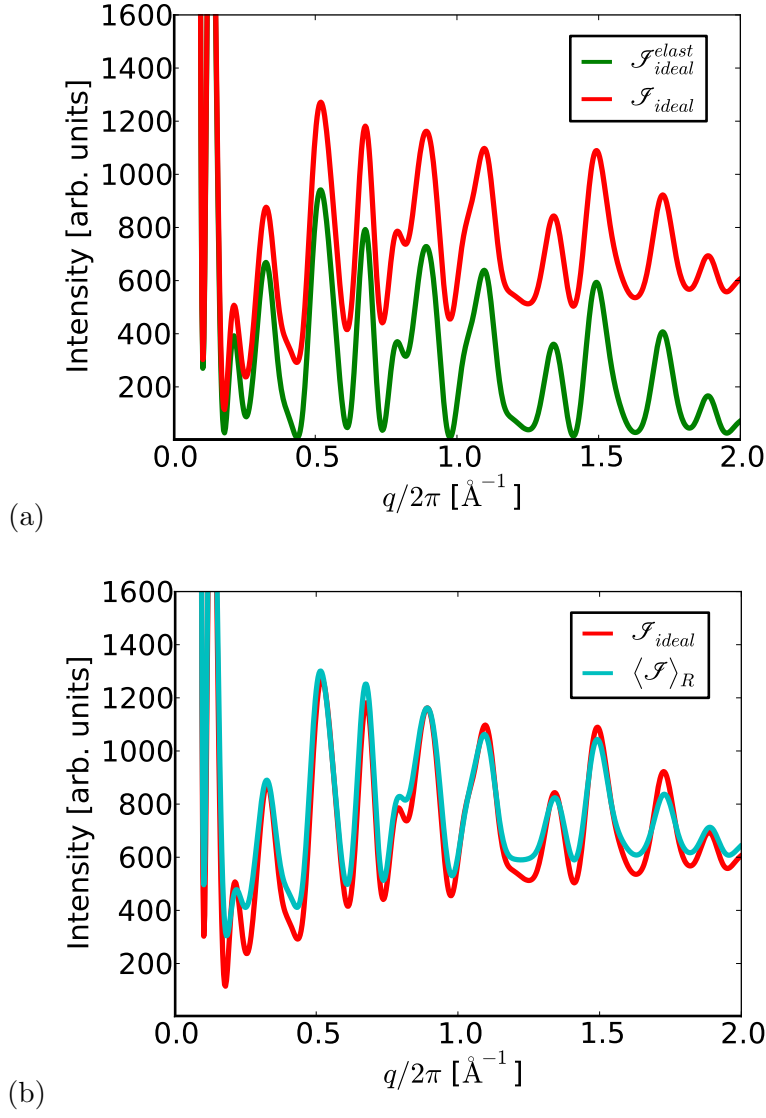 1600
1400
1200
1000
800
600
400
200
Intensity [arb. units]
ℐ^{elast}_{ideal}
ℐ_{ideal}
0.0 0.5 1.0 1.5 2.0
q/2π [Å⁻¹]
(a)
1600
1400
1200
1000
800
600
400
200
Intensity [arb. units]
ℐ_{ideal}
⟨ℐ⟩_R
0.0 0.5 1.0 1.5 2.0
q/2π [Å⁻¹]
(b)